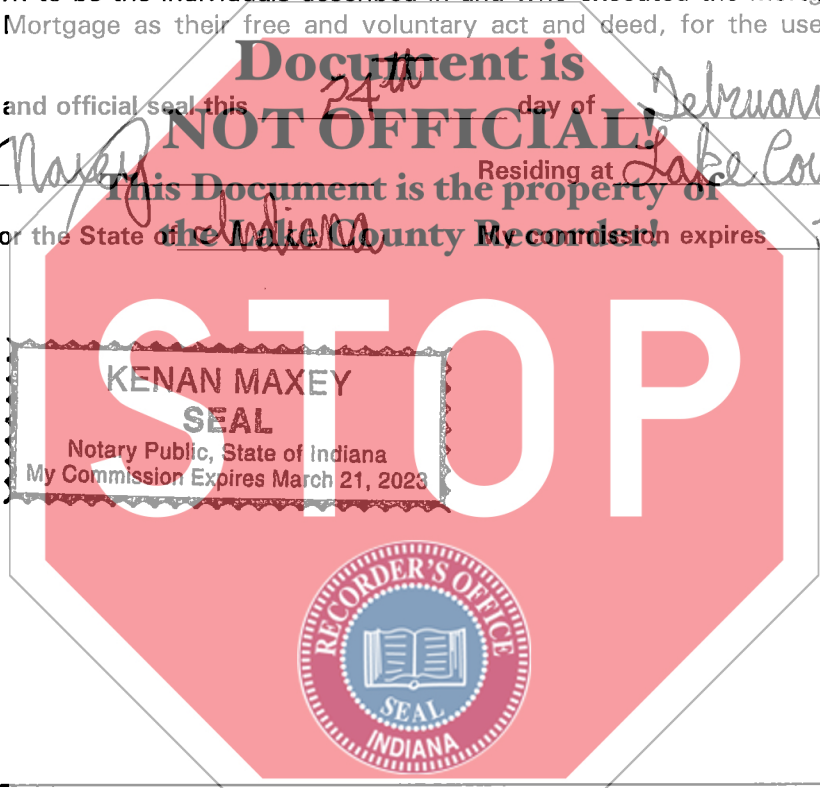 Mortgage as their free and voluntary act and deed, for the use
Document is
and official seal this 24th day of February
NOT OFFICIAL!
Maxey Residing at Lake Cou
This Document is the property of
or the State of Indiana My commission expires
the Lake County Recorder!
STOP
KENAN MAXEY
SEAL
Notary Public, State of Indiana
My Commission Expires March 21, 2023
RECORDER'S OFFICE
SEAL
INDIANA